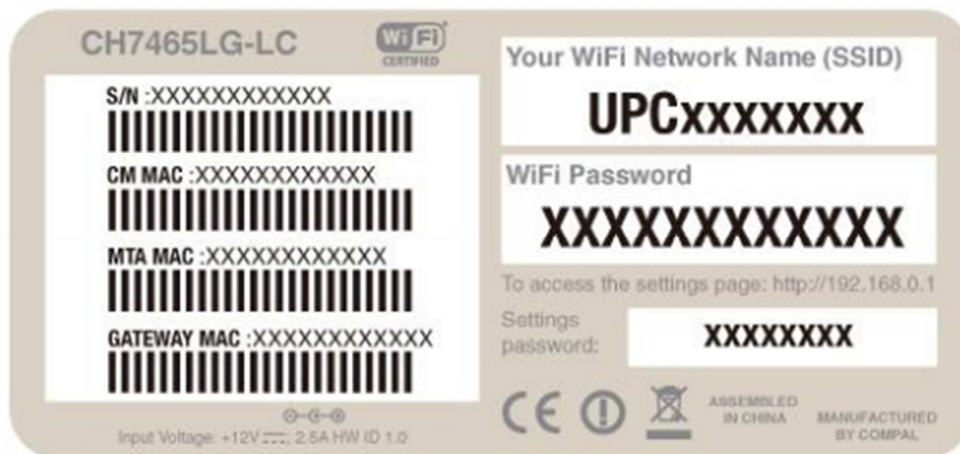 CH7465LG-LC
WiFi
CERTIFIED
S/N :XXXXXXXXXXXX
CM MAC :XXXXXXXXXXXX
MTA MAC :XXXXXXXXXXXX
GATEWAY MAC :XXXXXXXXXXXX
Input Voltage: +12V 2.5A HW ID 1.0
Your WiFi Network Name (SSID)
UPCxxxxxxx
WiFi Password
XXXXXXXXXXXX
To access the settings page: http://192.168.0.1
Settings
password:
XXXXXXXX
CE
ASSEMBLED
IN CHINA
MANUFACTURED
BY COMPAL